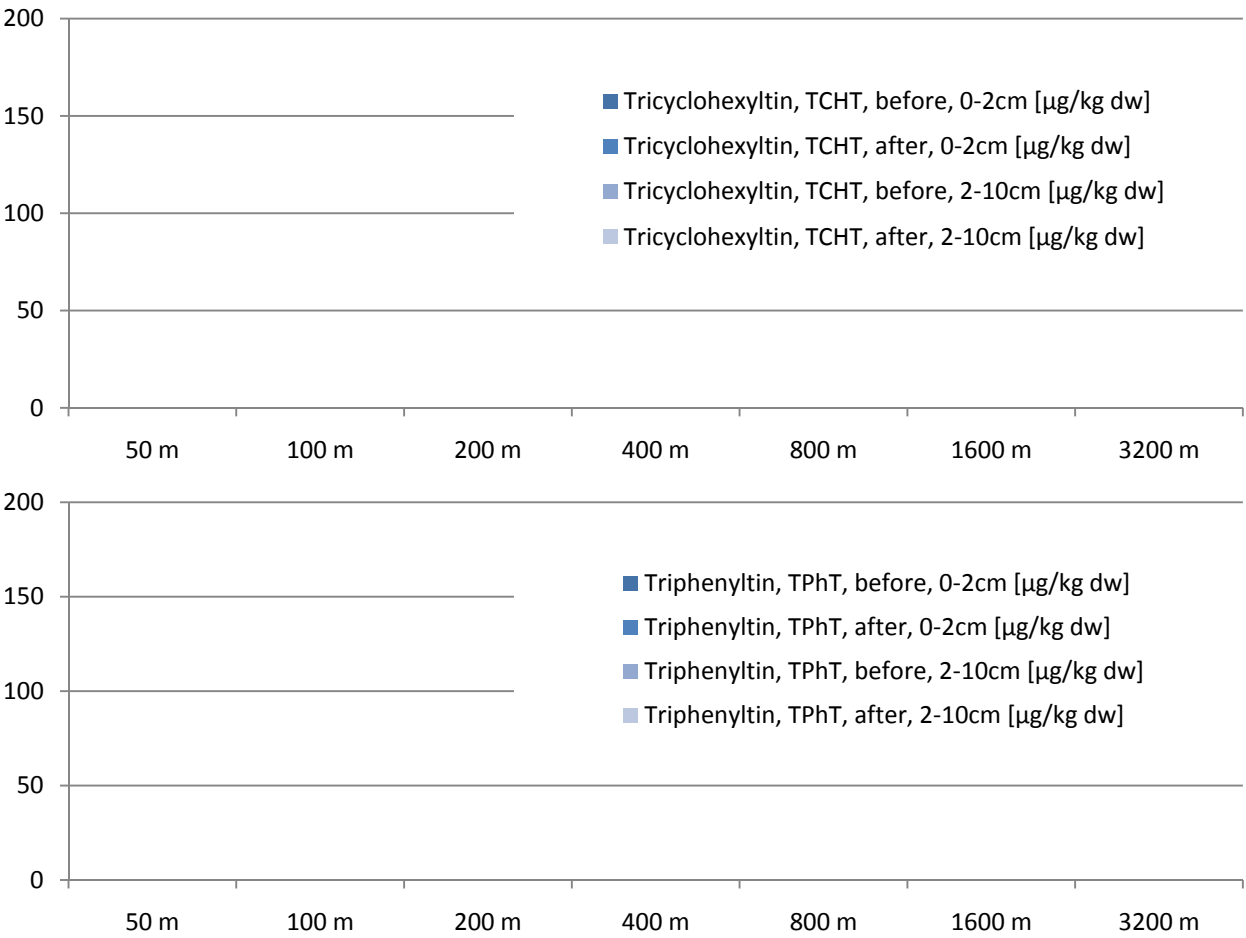 200
150
100
50
0
Tricyclohexyltin, TCHT, before, 0-2cm [µg/kg dw]
Tricyclohexyltin, TCHT, after, 0-2cm [µg/kg dw]
Tricyclohexyltin, TCHT, before, 2-10cm [µg/kg dw]
Tricyclohexyltin, TCHT, after, 2-10cm [µg/kg dw]
50 m 100 m 200 m 400 m 800 m 1600 m 3200 m
200
150
100
50
0
Triphenyltin, TPhT, before, 0-2cm [µg/kg dw]
Triphenyltin, TPhT, after, 0-2cm [µg/kg dw]
Triphenyltin, TPhT, before, 2-10cm [µg/kg dw]
Triphenyltin, TPhT, after, 2-10cm [µg/kg dw]
50 m 100 m 200 m 400 m 800 m 1600 m 3200 m